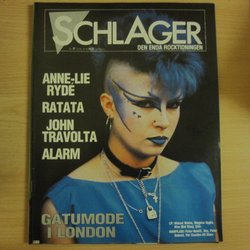 SCHLAGER
DEN ENDA ROCKTIDNINGEN
ANNE-LIE
RYDÉ
RATATA
JOHN
TRAVOLTA
ALARM
GATUMODE
I LONDON